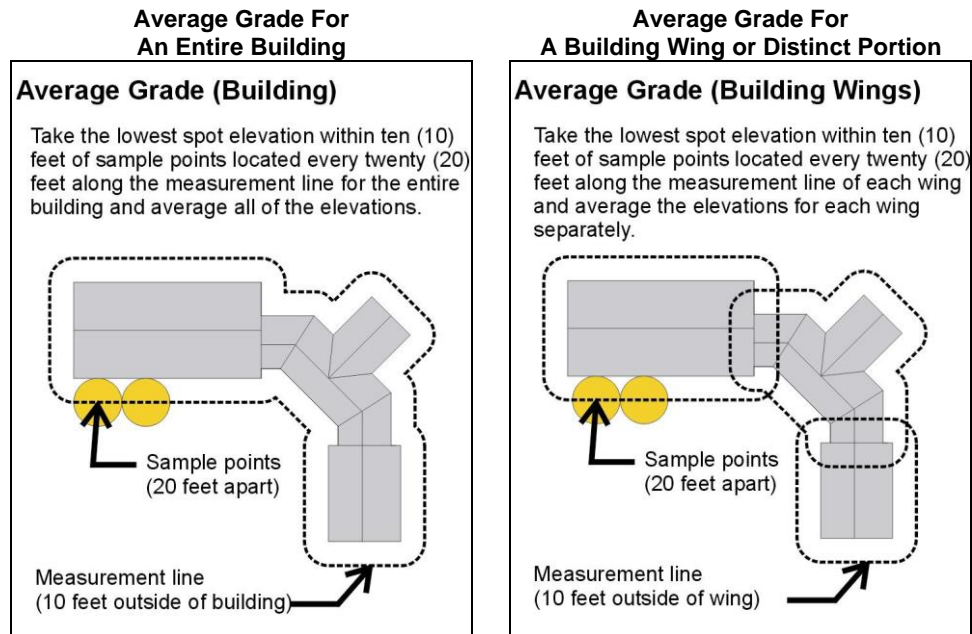 Average Grade For
An Entire Building
Average Grade (Building)
Take the lowest spot elevation within ten (10)
feet of sample points located every twenty (20)
feet along the measurement line for the entire
building and average all of the elevations.
Sample points
(20 feet apart)
Measurement line
(10 feet outside of building)
Average Grade For
A Building Wing or Distinct Portion
Average Grade (Building Wings)
Take the lowest spot elevation within ten (10)
feet of sample points located every twenty (20)
feet along the measurement line of each wing
and average the elevations for each wing
separately.
Sample points
(20 feet apart)
Measurement line
(10 feet outside of wing)